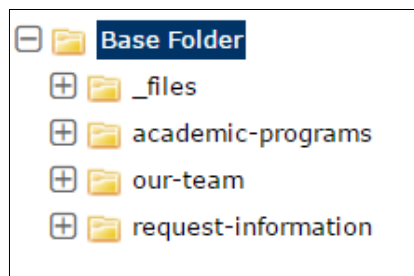 Base Folder
_files
academic-programs
our-team
request-information